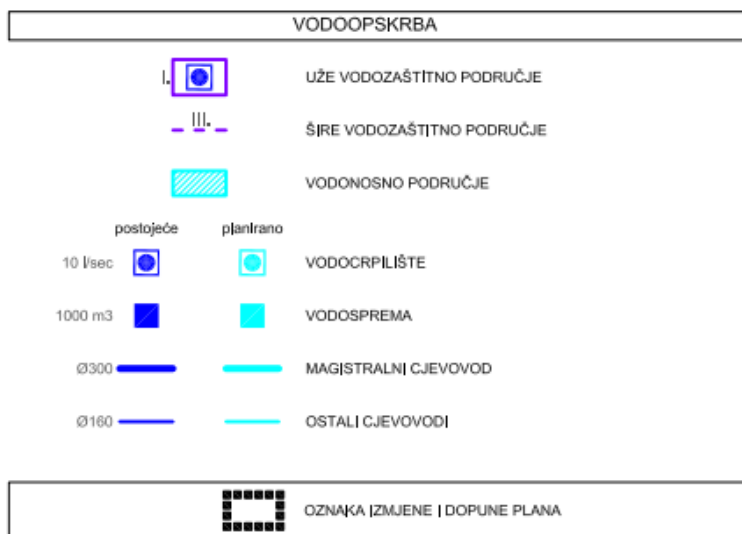 VODOOPSKRBA
I. UŽE VODOZAŠTITNO PODRUČJE
III. ŠIRE VODOZAŠTITNO PODRUČJE
VODONOSNO PODRUČJE
postojeće planirano
10 l/sec VODOCRPILIŠTE
1000 m3 VODOSPREMA
Ø300 MAGISTRALNI CJEVOVOD
Ø160 OSTALI CJEVOVODI
OZNAKA IZMJENE I DOPUNE PLANA